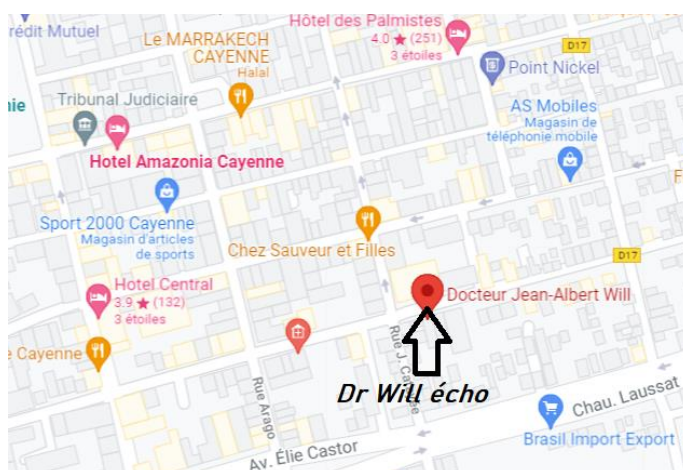 rédit Mutuel
Hôtel des Palmistes
4.0 ★ (251)
3 étoiles
D17
Le MARRAKECH
CAYENNE
Halal
Point Nickel
nie
Tribunal Judiciaire
AS Mobiles
Magasin de
téléphonie mobile
Hotel Amazonia Cayenne
F
Sport 2000 Cayenne
Magasin d'articles
de sports
Chez Sauveur et Filles
D17
Hotel Central
3.9 ★ (132)
3 étoiles
Docteur Jean-Albert Will
e Cayenne
Rue Arago
Rue J. Ca
Dr Will écho
Chau. Laussat
Av. Élie Castor
Brasil Import Export